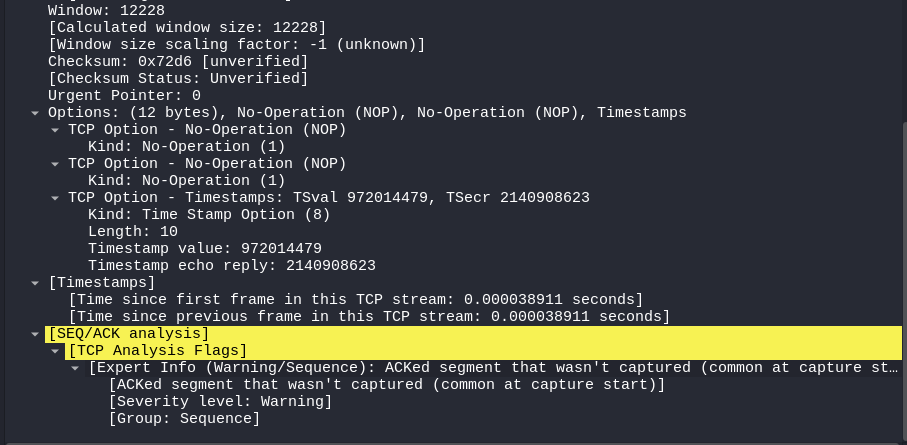 Window: 12228
[Calculated window size: 12228]
[Window size scaling factor: -1 (unknown)]
Checksum: 0x72d6 [unverified]
[Checksum Status: Unverified]
Urgent Pointer: 0
Options: (12 bytes), No-Operation (NOP), No-Operation (NOP), Timestamps
TCP Option - No-Operation (NOP)
Kind: No-Operation (1)
TCP Option - No-Operation (NOP)
Kind: No-Operation (1)
TCP Option - Timestamps: TSval 972014479, TSecr 2140908623
Kind: Time Stamp Option (8)
Length: 10
Timestamp value: 972014479
Timestamp echo reply: 2140908623
[Timestamps]
[Time since first frame in this TCP stream: 0.000038911 seconds]
[Time since previous frame in this TCP stream: 0.000038911 seconds]
[SEQ/ACK analysis]
[TCP Analysis Flags]
[Expert Info (Warning/Sequence): ACKed segment that wasn't captured (common at capture st…
[ACKed segment that wasn't captured (common at capture start)]
[Severity level: Warning]
[Group: Sequence]